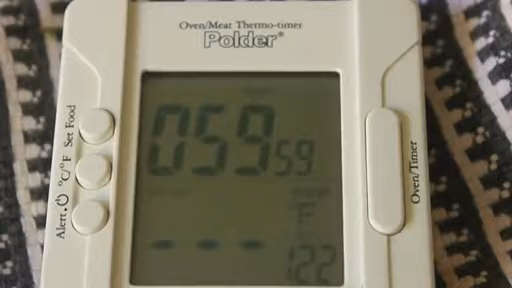 Oven/Meat Thermo-timer
Polder®
059 59
Set Food
°C/°F
Alert.
Oven/Timer
°F
- - -
122